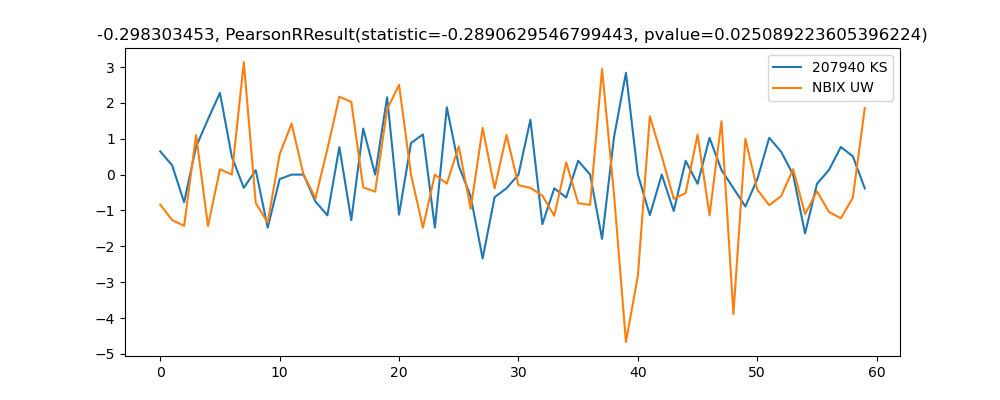 -0.298303453, PearsonRResult(statistic=-0.2890629546799443, pvalue=0.025089223605396224)
207940 KS
NBIX UW
3
2
1
0
−1
−2
−3
−4
−5
0 10 20 30 40 50 60